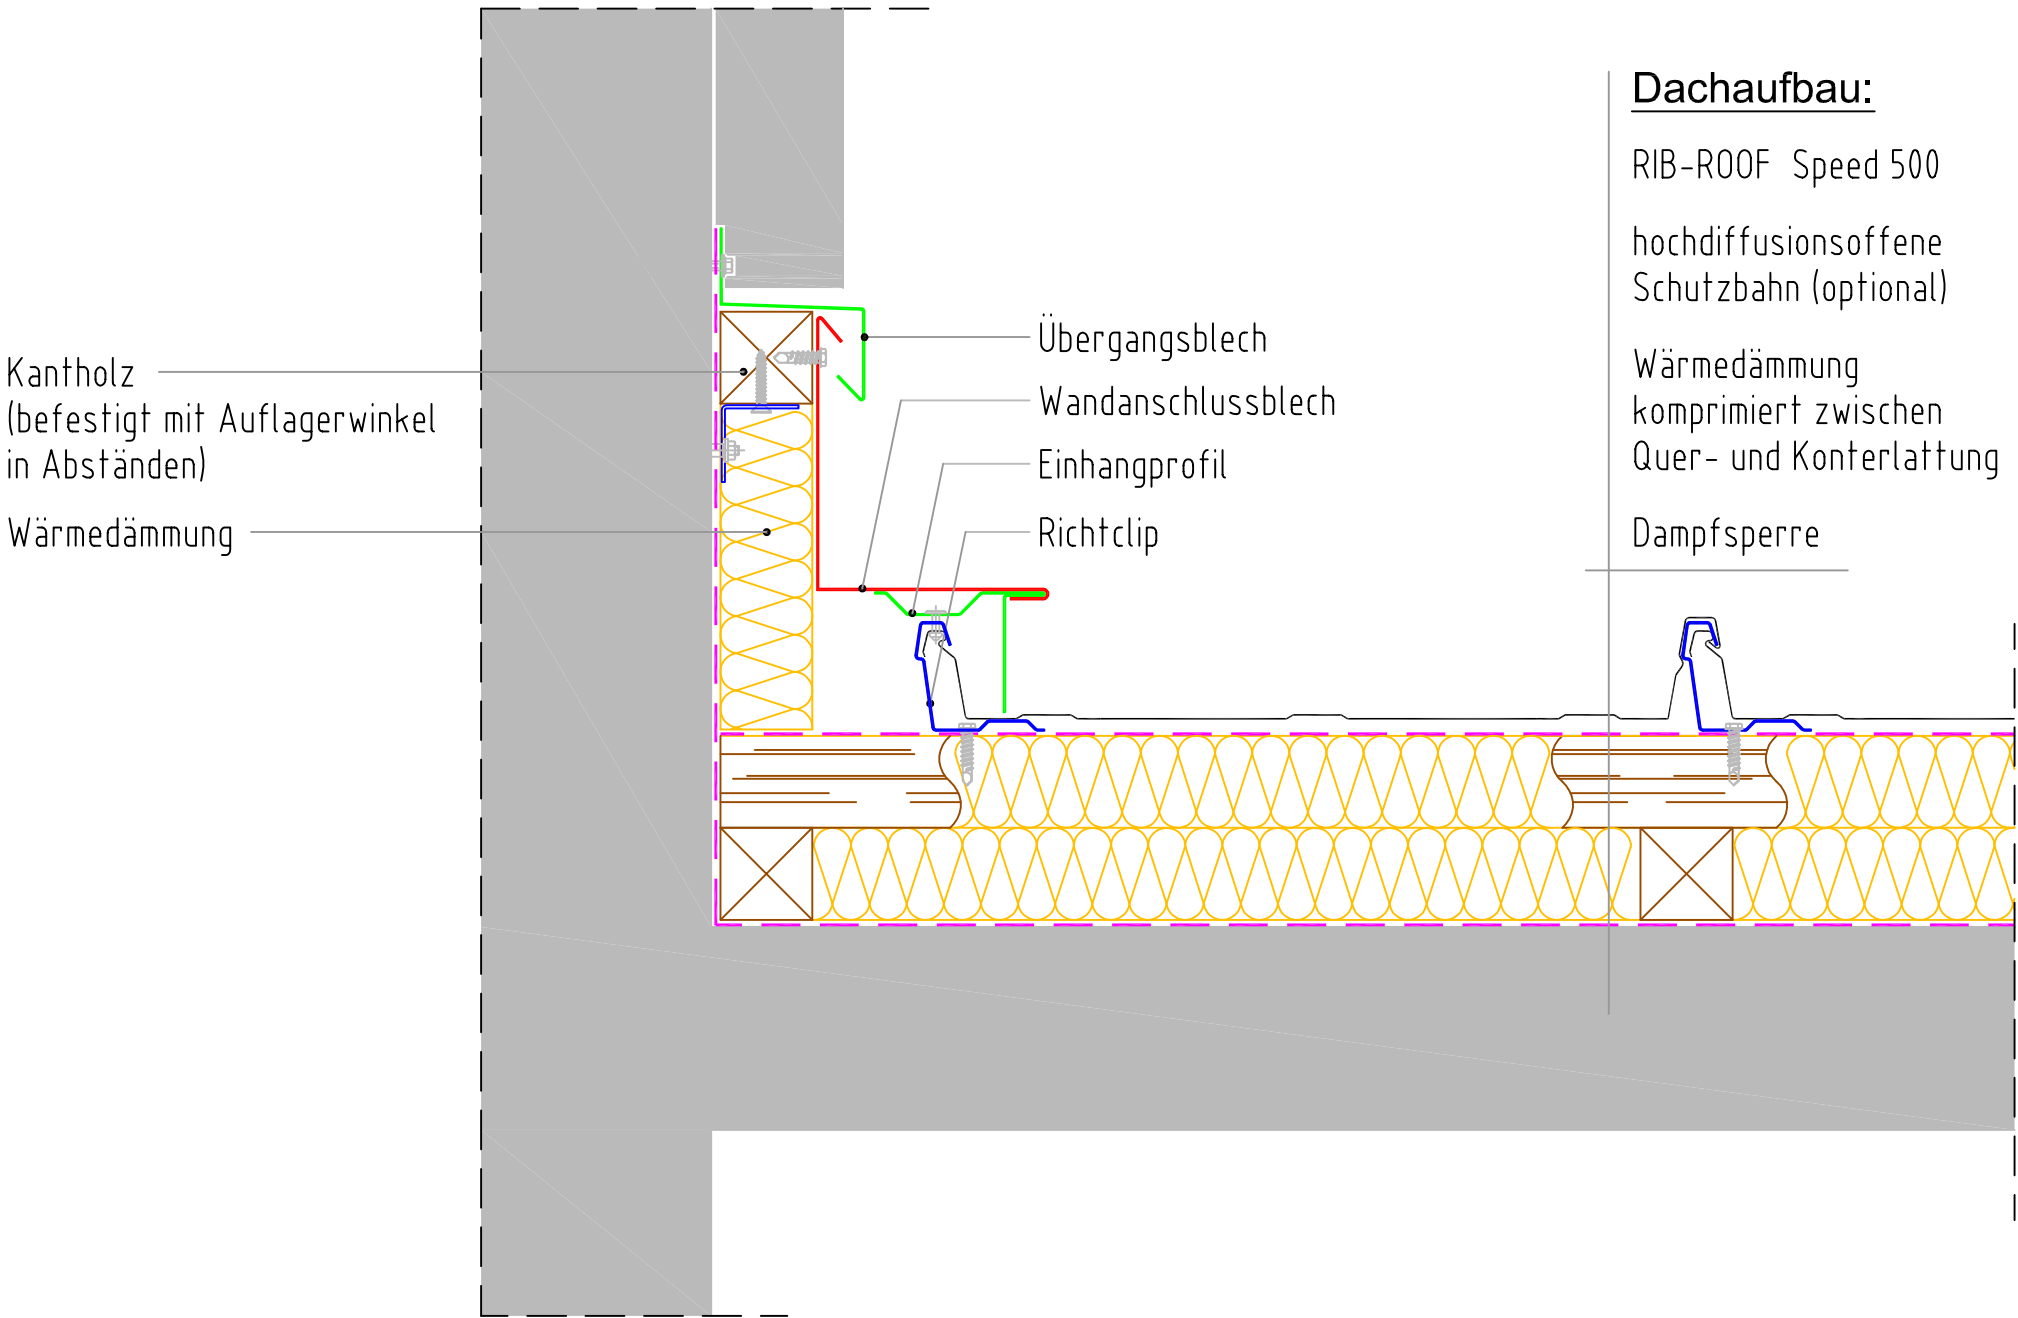 Dachaufbau:
RIB-ROOF Speed 500
hochdiffusionsoffene
Schutzbahn (optional)
Wärmedämmung
komprimiert zwischen
Quer- und Konterlattung
Dampfsperre
Übergangsblech
Wandanschlussblech
Einhangprofil
Richtclip
Kantholz
(befestigt mit Auflagerwinkel
in Abständen)
Wärmedämmung